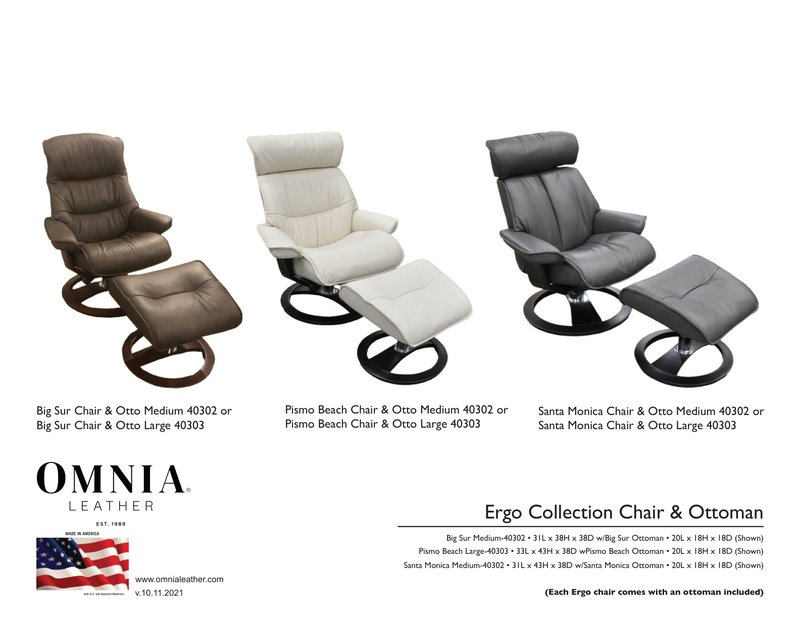 Big Sur Chair & Otto Medium 40302 or
Big Sur Chair & Otto Large 40303
Pismo Beach Chair & Otto Medium 40302 or
Pismo Beach Chair & Otto Large 40303
Santa Monica Chair & Otto Medium 40302 or
Santa Monica Chair & Otto Large 40303
OMNIA®
LEATHER
EST. 1989
MADE IN AMERICA
with U.S. and Imported Materials
www.omnialeather.com
v.10.11.2021
Ergo Collection Chair & Ottoman
Big Sur Medium-40302 • 31L x 38H x 38D w/Big Sur Ottoman • 20L x 18H x 18D (Shown)
Pismo Beach Large-40303 • 33L x 43H x 38D wPismo Beach Ottoman • 20L x 18H x 18D (Shown)
Santa Monica Medium-40302 • 31L x 43H x 38D w/Santa Monica Ottoman • 20L x 18H x 18D (Shown)
(Each Ergo chair comes with an ottoman included)